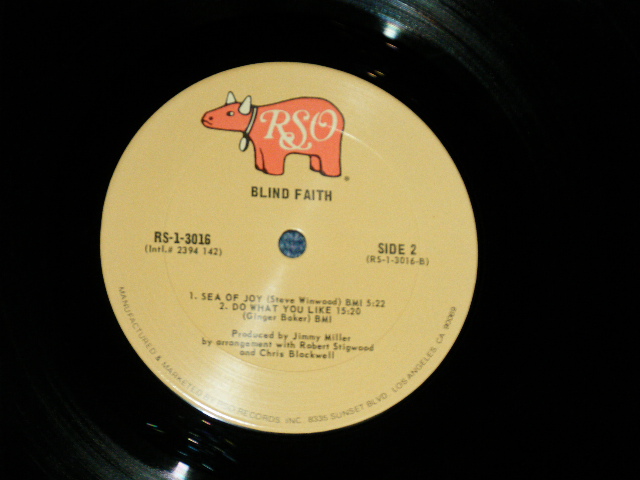 RSO
BLIND FAITH
RS-1-3016
(Intl.# 2394 142)
SIDE 2
(RS-1-3016-B)
1. SEA OF JOY (Steve Winwood) BMI 5:22
2. DO WHAT YOU LIKE 15:20
(Ginger Baker) BMI
Produced by Jimmy Miller
by arrangement with Robert Stigwood
and Chris Blackwell
MANUFACTURED & MARKETED BY RSO RECORDS, INC. 8335 SUNSET BLVD. LOS ANGELES, CA. 90069